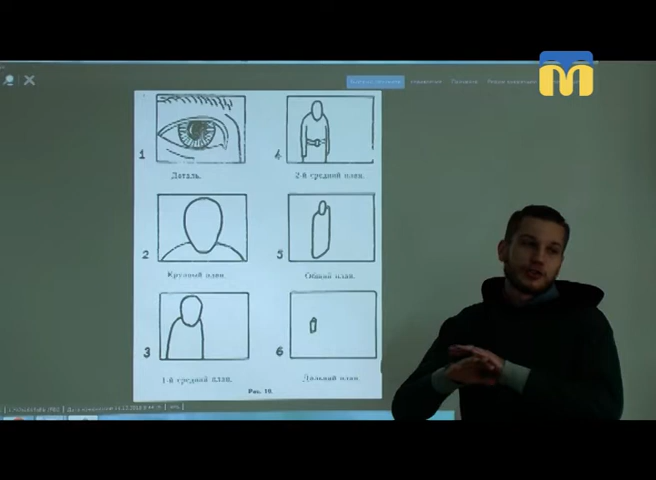 1
Деталь.
4
2-й средний план.
2
Крупный план.
5
Общий план.
3
1-й средний план.
6
Дальний план.
Рис. 10.